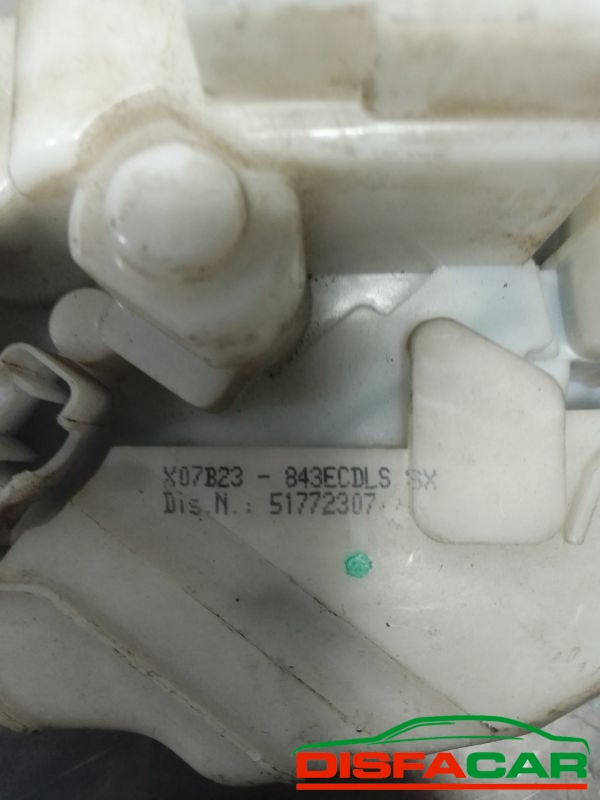 X07B23 - 843ECDLS SX
Dis.N.: 51772307
DISFACAR